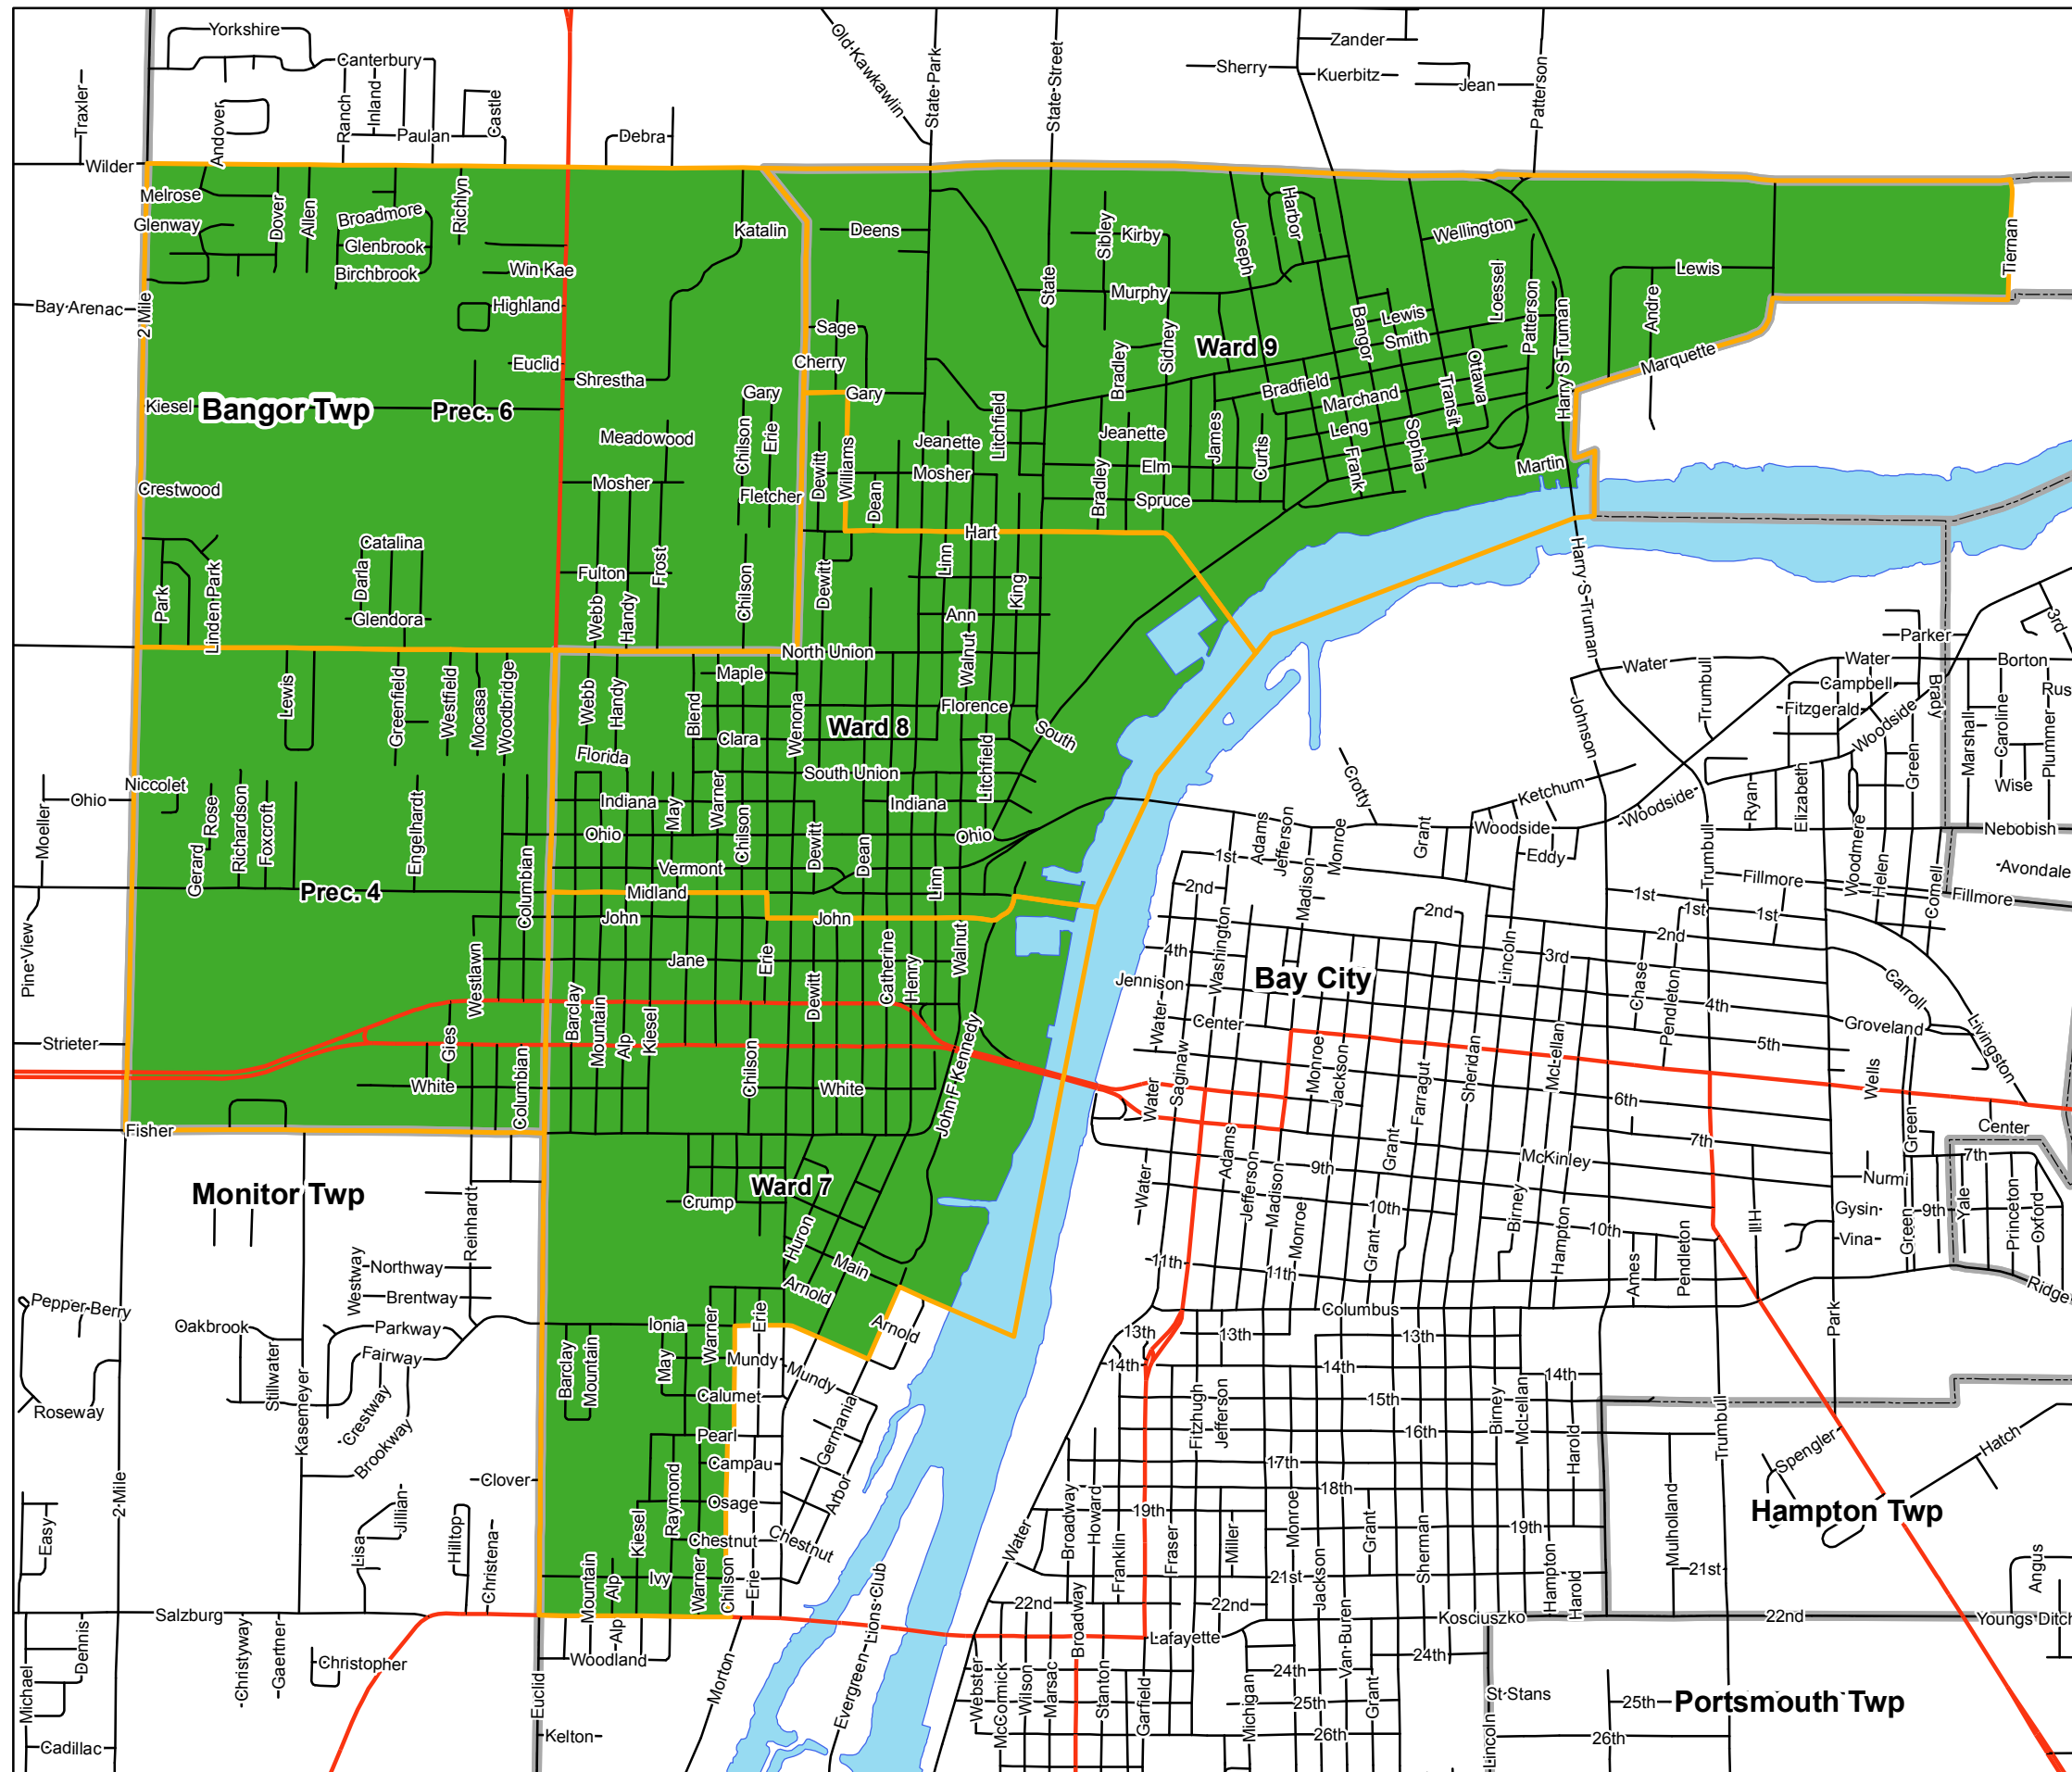 Yorkshire
Canterbury
Traxler
Andover
Ranch
Inland
Paulan
Castle
Debra
Old Kawkawlin
State Park
State Street
Sherry
Zander
Kuerbitz
Jean
Patterson
Wilder
Melrose
Glenway
Dover
Allen
Broadmore
Glenbrook
Birchbrook
Richlyn
Win Kae
Highland
Euclid
Bay-Arenac
2 Mile
Katalin
Deens
Sage
Cherry
Shrestha
Gary
Gary
Kiesel
Bangor Twp
Prec. 6
Meadowood
Chilson
Erie
Mosher
Fletcher
Crestwood
Dewitt
Williams
Dean
Jeanette
Mosher
Litchfield
State
Sibley
Kirby
Murphy
Bradley
Sidney
Ward 9
Joseph
Harbor
Wellington
Loessel
Patterson
Harry S Truman
Lewis
Andre
Marquette
Tiernan
Bangor
Lewis
Smith
Bradfield
Marchand
Leng
Ottawa
Transit
Sophia
Frank
Jeanette
Elm
Spruce
Bradley
James
Curtis
Martin
Hart
Catalina
Darla
Glendora
Park
Linden Park
Fulton
Frost
Webb
Handy
Chilson
Dewitt
Linn
King
Ann
Walnut
North Union
Harry S Truman
Lewis
Greenfield
Westfield
Mocasa
Woodbridge
Webb
Handy
Blend
Maple
Wenona
Ward 8
Florence
Clara
Florida
South Union
Litchfield
South
Niccolet
Ohio
Moeller
Gerard
Rose
Richardson
Foxcroft
Engelhardt
Columbian
Indiana
May
Warner
Chilson
Indiana
Ohio
Ohio
Dewitt
Dean
Vermont
Linn
Prec. 4
Midland
John
John
Pine View
Westlawn
Jane
Erie
Dewitt
Catherine
Henry
Walnut
Barclay
Mountain
Alp
Kiesel
Strieter
Gies
White
Columbian
Chilson
White
John F Kennedy
Fisher
Monitor Twp
Ward 7
Crump
Huron
Main
Arnold
Arnold
Reinhardt
Westway
Northway
Brentway
Parkway
Fairway
Pepper Berry
Oakbrook
Stillwater
Kasemeyer
Crestway
Brookway
Roseway
2 Mile
Ionia
Barclay
Mountain
May
Warner
Erie
Mundy
Mundy
Calumet
Germania
Pearl
Campau
Raymond
Osage
Arbor
Kiesel
Chestnut
Chestnut
Clover
Jillian
Lisa
Hilltop
Christena
Easy
Mountain
Alp
Ivy
Warner
Chilson
Erie
Salzburg
Michael
Dennis
Christyway
Gaertner
Christopher
Cadillac
Euclid
Alp
Woodland
Kelton
Morton
Evergreen
Lions Club
Crotty
Johnson
Water
Trumbull
Water
Parker
3rd
Borton
Campbell
Fitzgerald
Woodside
Brady
Green
Marshall
Caroline
Plummer
Rus
Wise
Ketchum
Woodside
Woodside
Ryan
Elizabeth
Nebobish
Avondale
Adams
Jefferson
Monroe
Grant
Eddy
1st
2nd
Madison
Trumbull
Fillmore
Woodmere
Helen
Cornell
Fillmore
1st
1st
1st
2nd
2nd
Washington
4th
Bay City
Lincoln
3rd
Chase
Pendleton
4th
Carroll
Jennison
Water
Center
Groveland
Livingston
5th
Saginaw
Water
Monroe
Jackson
Farragut
Sheridan
McLellan
6th
Wells
Green
Center
7th
7th
Adams
Jefferson
Madison
Monroe
9th
Grant
McKinley
Nurmi
Water
10th
Grant
Birney
Hampton
10th
Hill
Gysin
Vina
Green
9th
Yale
Princeton
Oxford
Ames
Pendleton
11th
11th
Ridge
Columbus
13th
13th
13th
Park
14th
14th
14th
Fitzhugh
Jefferson
15th
Birney
McLellan
16th
Harold
17th
Trumbull
Spengler
Hatch
Hampton Twp
18th
Broadway
Howard
19th
Monroe
Grant
19th
Mulholland
Water
Franklin
Fraser
Miller
Sherman
21st
21st
Jackson
Hampton
Harold
Angus
22nd
22nd
Kosciuszko
22nd
Youngs Ditch
Broadway
Lafayette
Van Buren
24th
24th
Webster
McCormick
Wilson
Marsac
Stanton
Garfield
Michigan
25th
Grant
St Stans
25th
Portsmouth Twp
26th
Lincoln
26th